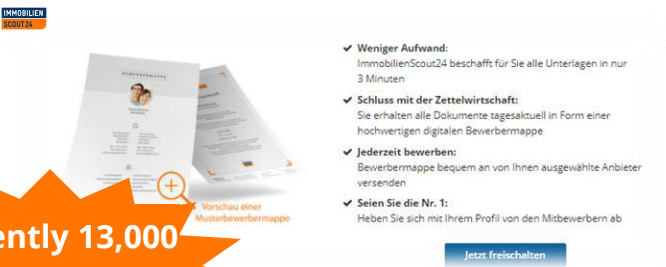 IMMOBILIEN
SCOUT 24
BEWERBERMAPPE
Weniger Aufwand:
ImmobilienScout24 beschafft für Sie alle Unterlagen in nur
3 Minuten
Schluss mit der Zettelwirtschaft:
Sie erhalten alle Dokumente tagesaktuell in Form einer
hochwertigen digitalen Bewerbermappe
Jederzeit bewerben:
Bewerbermappe bequem an von Ihnen ausgewählte Anbieter
versenden
Seien Sie die Nr. 1:
Heben Sie sich mit Ihrem Profil von den Mitbewerbern ab
Vorschau einer
Musterbewerbermappe
ently 13,000
Jetzt freischalten